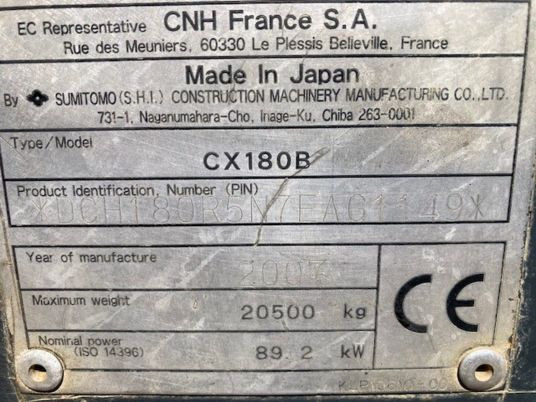 EC Representative CNH France S.A.
Rue des Meuniers, 60330 Le Plessis Belleville, France
Made In Japan
By SUMITOMO (S.H.I.) CONSTRUCTION MACHINERY MANUFACTURING CO., LTD.
731-1, Naganumahara-Cho, Inage-Ku, Chiba 263-0001
Type/Model
CX180B
Product Identification, Number (PIN)
Year of manufacture
2007
Maximum weight 20500 kg
Nominal power
(ISO 14396) 89.2 kW
CE